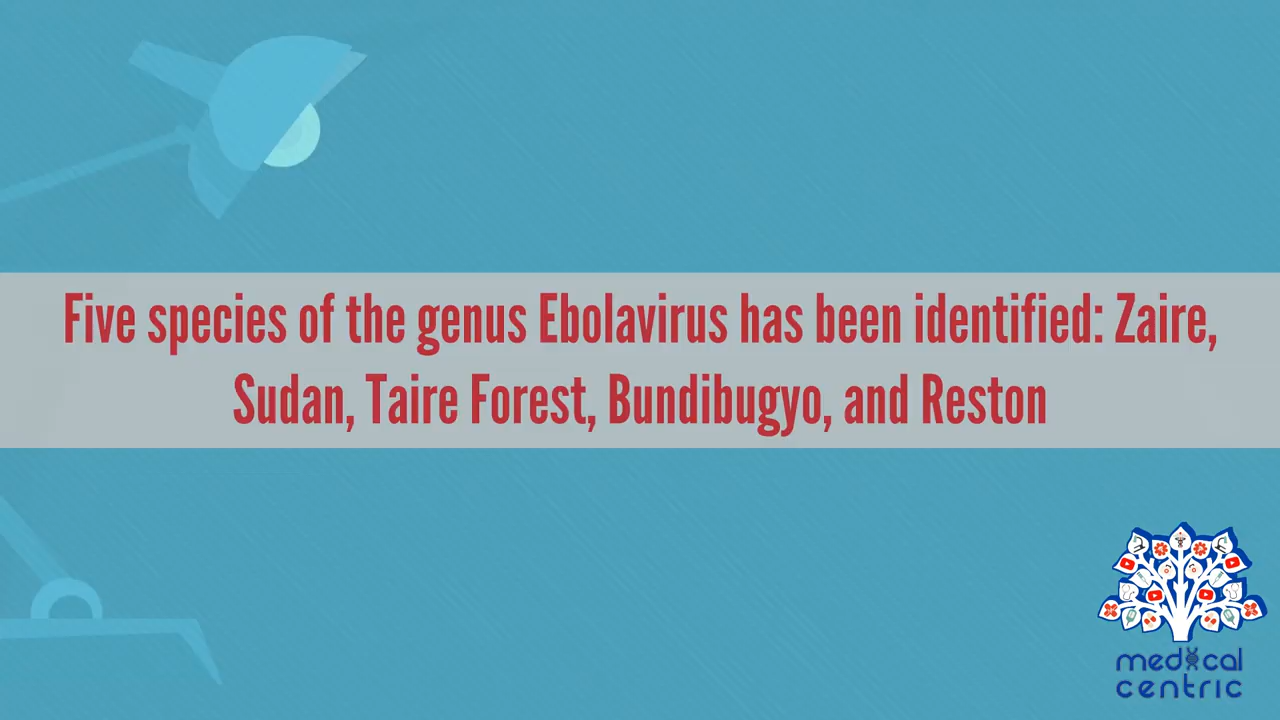 Five species of the genus Ebolavirus has been identified: Zaire,
Sudan, Taire Forest, Bundibugyo, and Reston
medical
centric